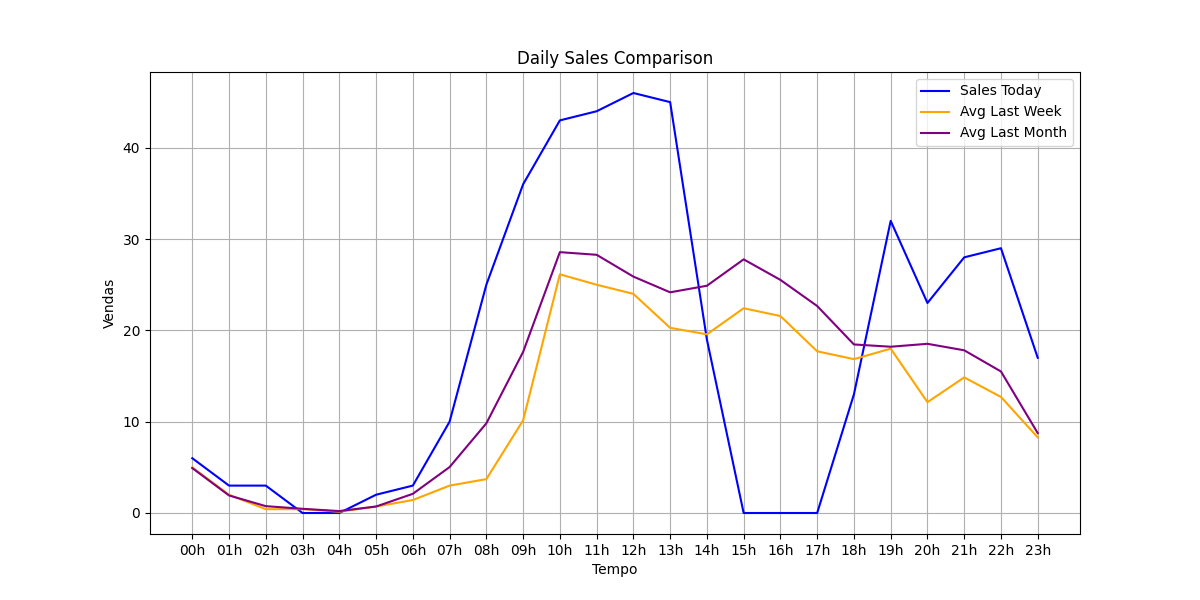 Daily Sales Comparison
Sales Today
Avg Last Week
Avg Last Month
Vendas
40
30
20
10
0
00h 01h 02h 03h 04h 05h 06h 07h 08h 09h 10h 11h 12h 13h 14h 15h 16h 17h 18h 19h 20h 21h 22h 23h
Tempo